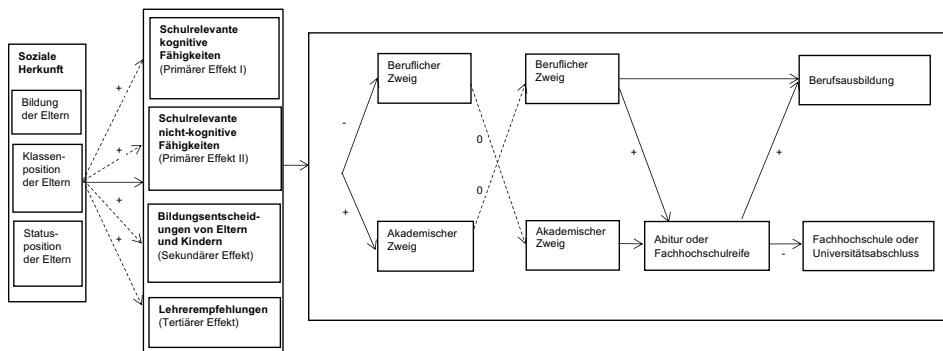 Soziale
Herkunft
Bildung
der Eltern
Klassen-
position
der Eltern
Status-
position
der Eltern
+
+
+
+
Schulrelevante
kognitive
Fähigkeiten
(Primärer Effekt I)
Schulrelevante
nicht-kognitive
Fähigkeiten
(Primärer Effekt II)
Bildungsentscheid-
ungen von Eltern
und Kindern
(Sekundärer Effekt)
Lehrerempfehlungen
(Tertiärer Effekt)
-
+
Beruflicher
Zweig
Akademischer
Zweig
0
0
Beruflicher
Zweig
Akademischer
Zweig
+
Abitur oder
Fachhochschulreife
+
-
Berufsausbildung
Fachhochschule oder
Universitätsabschluss